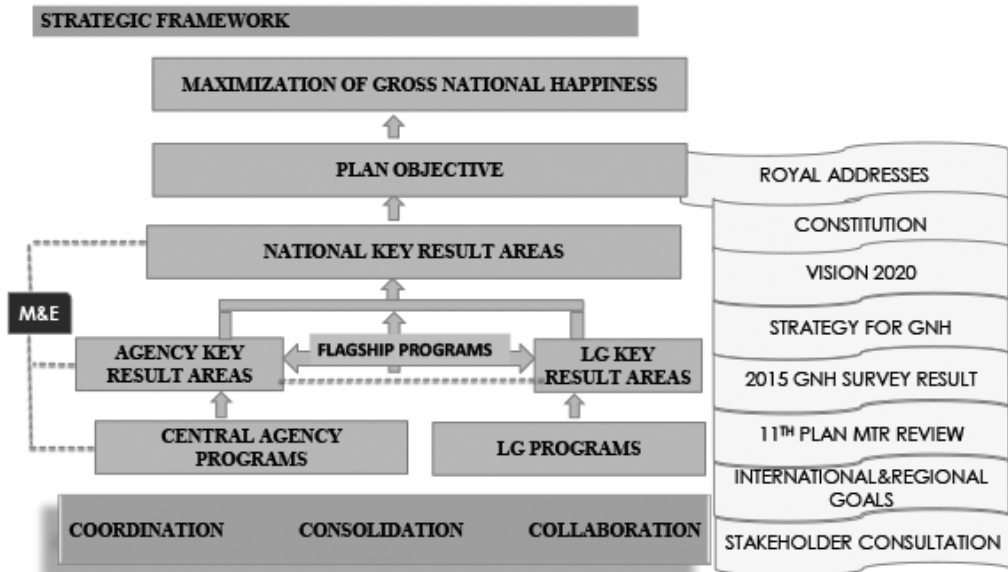 STRATEGIC FRAMEWORK
MAXIMIZATION OF GROSS NATIONAL HAPPINESS
PLAN OBJECTIVE
NATIONAL KEY RESULT AREAS
M&E
AGENCY KEY
RESULT AREAS
FLAGSHIP PROGRAMS
LG KEY
RESULT AREAS
CENTRAL AGENCY
PROGRAMS
LG PROGRAMS
COORDINATION CONSOLIDATION COLLABORATION
ROYAL ADDRESSES
CONSTITUTION
VISION 2020
STRATEGY FOR GNH
2015 GNH SURVEY RESULT
11TH PLAN MTR REVIEW
INTERNATIONAL&REGIONAL
GOALS
STAKEHOLDER CONSULTATION